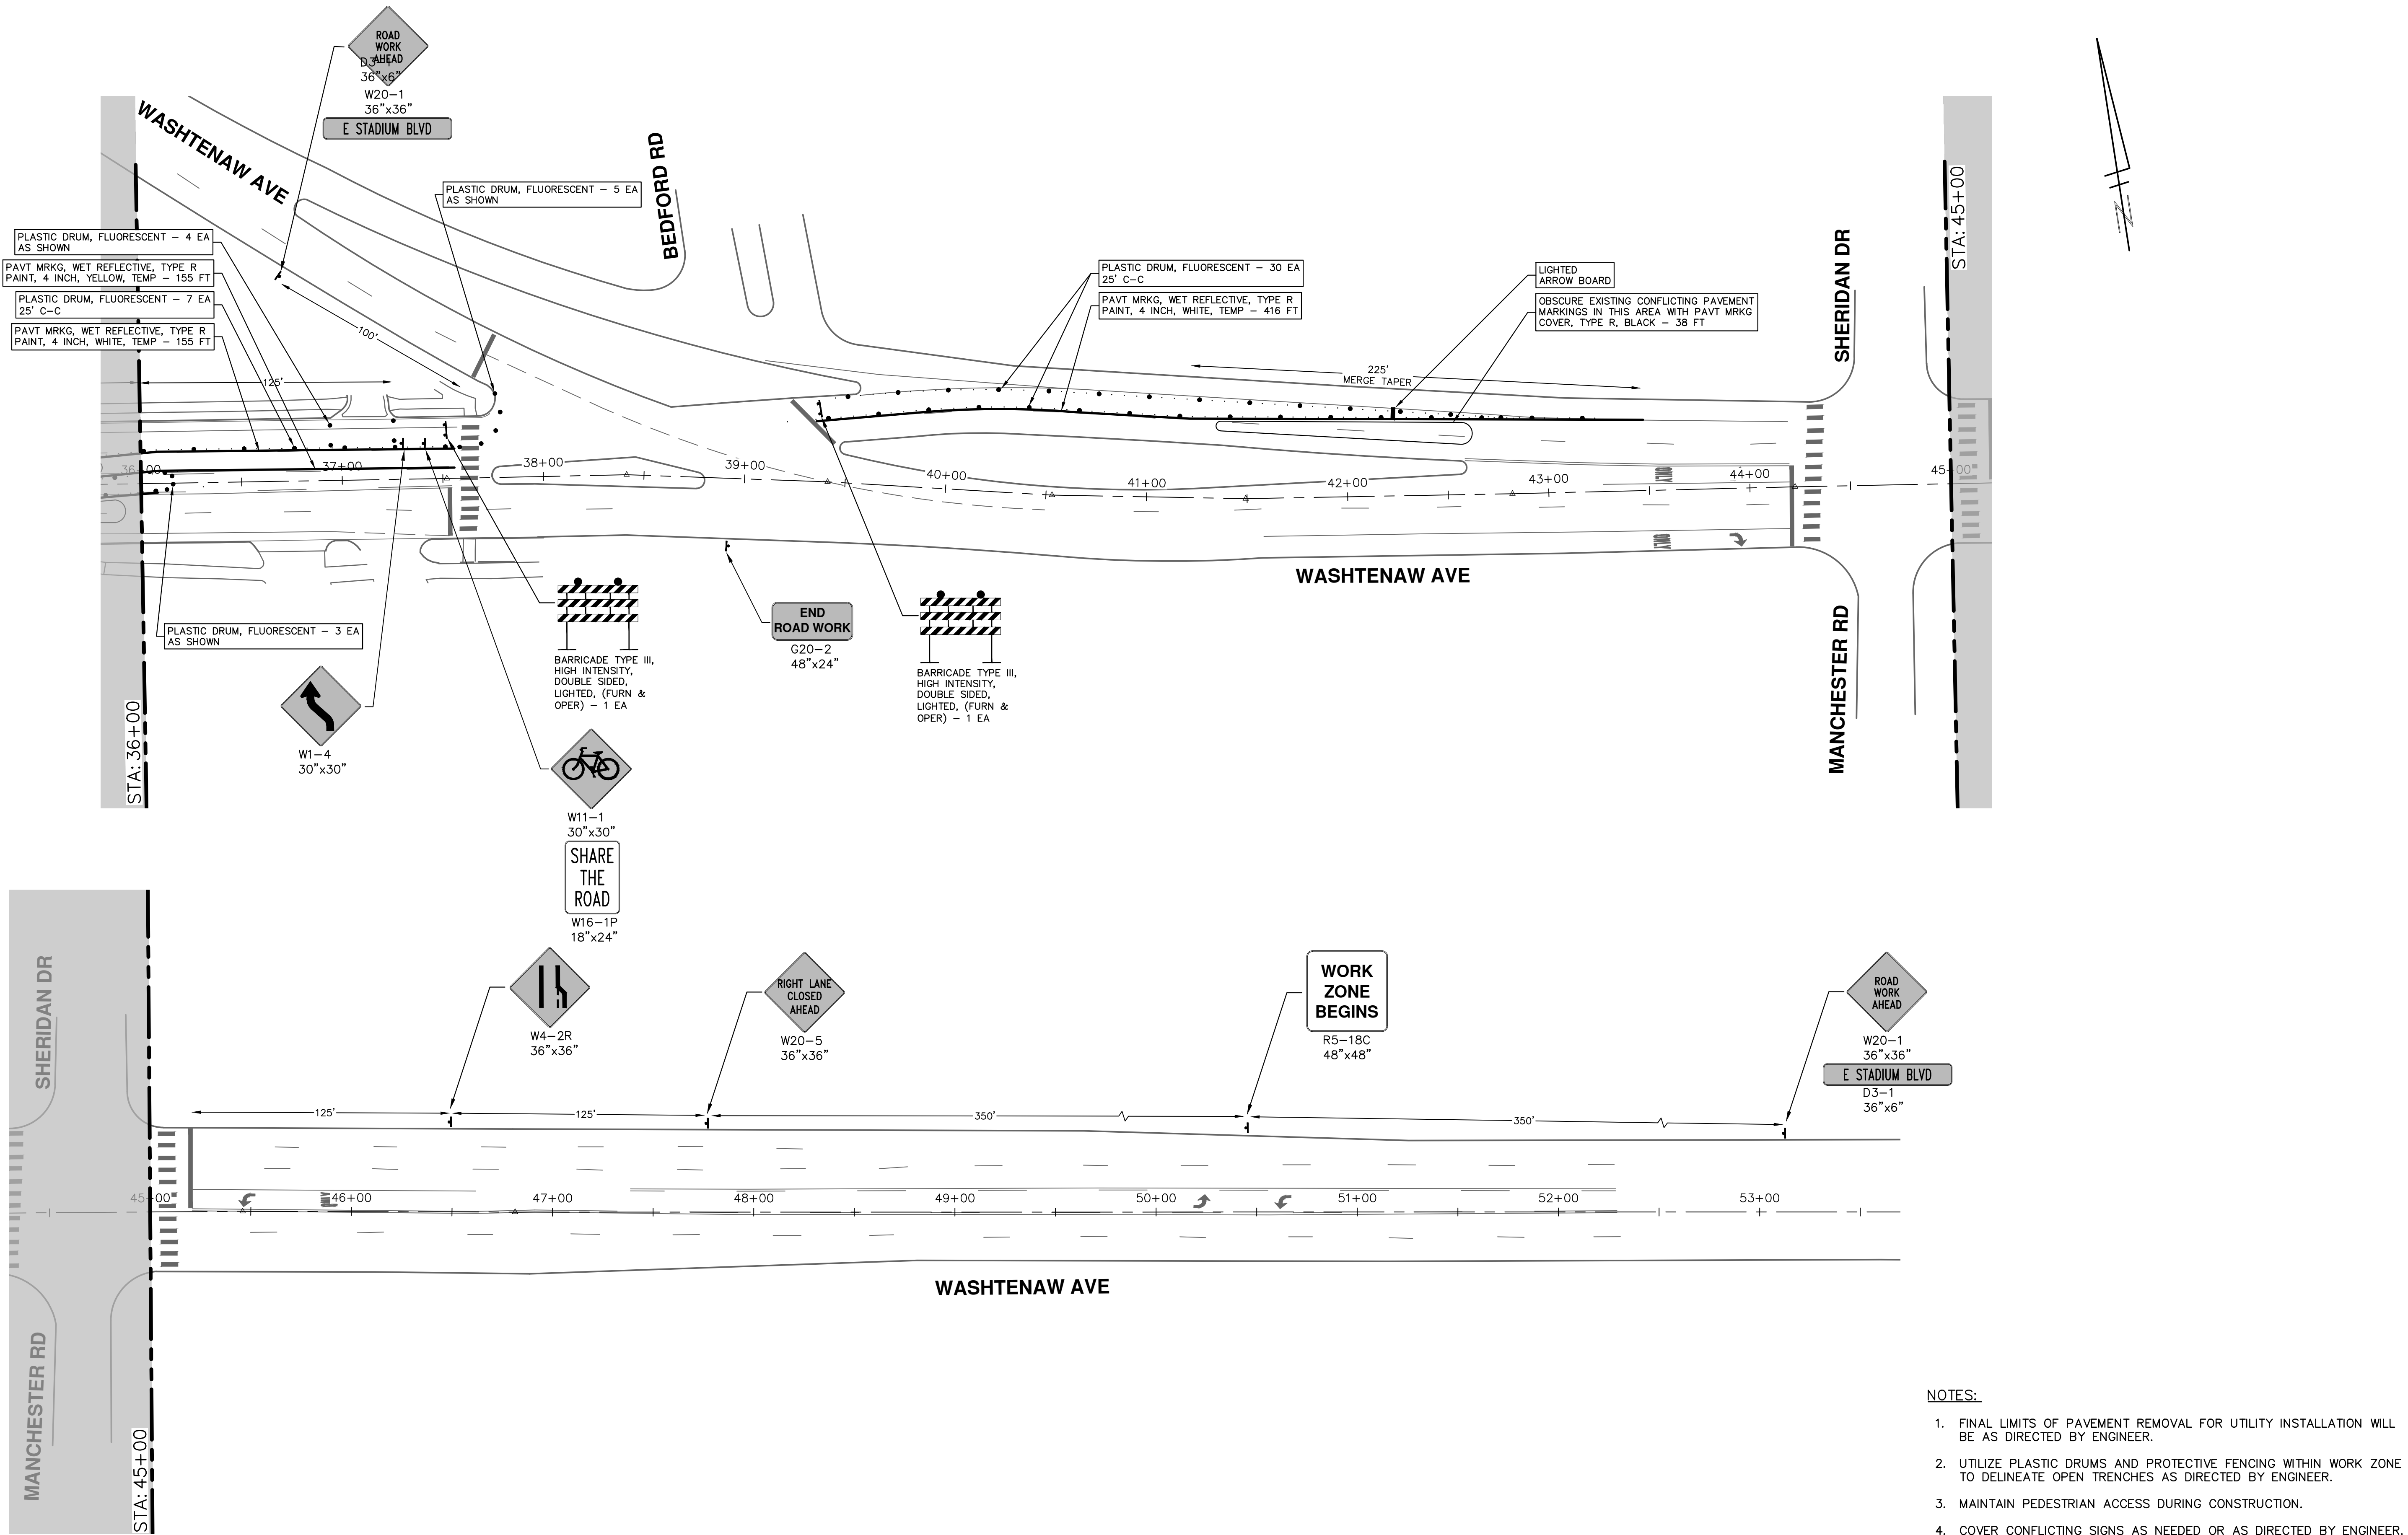 ROAD
WORK
AHEAD
D3-1
36"x6"
W20-1
36"x36"
E STADIUM BLVD
WASHTENAW AVE
BEDFORD RD
PLASTIC DRUM, FLUORESCENT - 5 EA
AS SHOWN
PLASTIC DRUM, FLUORESCENT - 4 EA
AS SHOWN
PAVT MRKG, WET REFLECTIVE, TYPE R
PAINT, 4 INCH, YELLOW, TEMP - 155 FT
PLASTIC DRUM, FLUORESCENT - 7 EA
25' C-C
PAVT MRKG, WET REFLECTIVE, TYPE R
PAINT, 4 INCH, WHITE, TEMP - 155 FT
100'
125'
PLASTIC DRUM, FLUORESCENT - 30 EA
25' C-C
PAVT MRKG, WET REFLECTIVE, TYPE R
PAINT, 4 INCH, WHITE, TEMP - 416 FT
LIGHTED
ARROW BOARD
OBSCURE EXISTING CONFLICTING PAVEMENT
MARKINGS IN THIS AREA WITH PAVT MRKG
COVER, TYPE R, BLACK - 38 FT
225'
MERGE TAPER
SHERIDAN DR
STA: 45+00
N
36+00
37+00
38+00
39+00
40+00
41+00
42+00
43+00
44+00
45+00
4
ONLY
ONLY
WASHTENAW AVE
MANCHESTER RD
PLASTIC DRUM, FLUORESCENT - 3 EA
AS SHOWN
STA: 36+00
W1-4
30"x30"
BARRICADE TYPE III,
HIGH INTENSITY,
DOUBLE SIDED,
LIGHTED, (FURN &
OPER) - 1 EA
END
ROAD WORK
G20-2
48"x24"
BARRICADE TYPE III,
HIGH INTENSITY,
DOUBLE SIDED,
LIGHTED, (FURN &
OPER) - 1 EA
W11-1
30"x30"
SHARE
THE
ROAD
W16-1P
18"x24"
SHERIDAN DR
W4-2R
36"x36"
RIGHT LANE
CLOSED
AHEAD
W20-5
36"x36"
WORK
ZONE
BEGINS
R5-18C
48"x48"
ROAD
WORK
AHEAD
W20-1
36"x36"
E STADIUM BLVD
D3-1
36"x6"
125'
125'
350'
350'
45+00
ONLY
46+00
47+00
48+00
49+00
50+00
51+00
52+00
53+00
WASHTENAW AVE
MANCHESTER RD
STA: 45+00
NOTES:
1. FINAL LIMITS OF PAVEMENT REMOVAL FOR UTILITY INSTALLATION WILL
BE AS DIRECTED BY ENGINEER.
2. UTILIZE PLASTIC DRUMS AND PROTECTIVE FENCING WITHIN WORK ZONE
TO DELINEATE OPEN TRENCHES AS DIRECTED BY ENGINEER.
3. MAINTAIN PEDESTRIAN ACCESS DURING CONSTRUCTION.
4. COVER CONFLICTING SIGNS AS NEEDED OR AS DIRECTED BY ENGINEER.